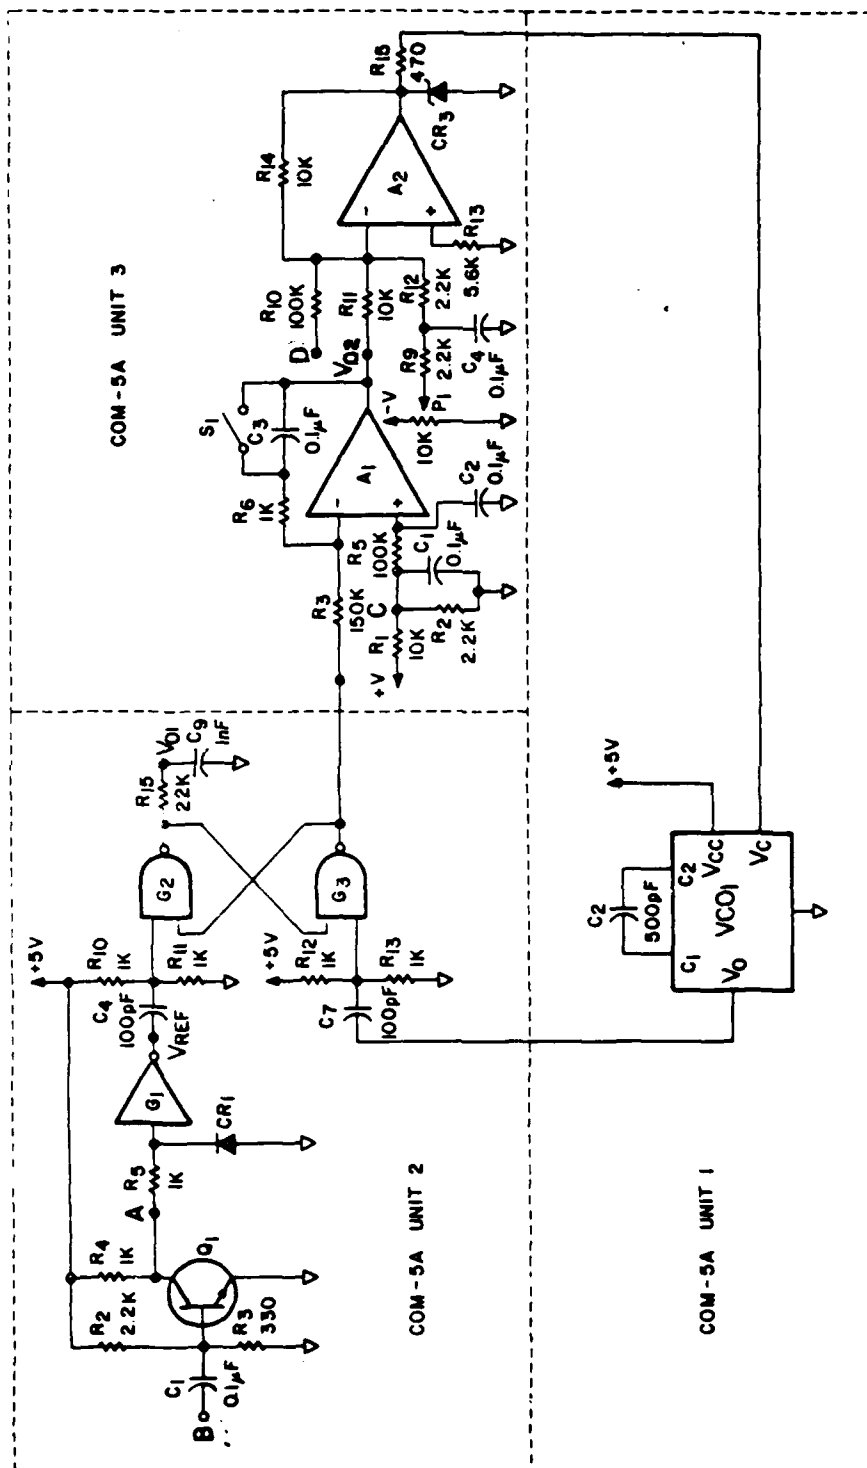 COM-5A UNIT 2
B
C1
0.1µF
R2
2.2K
R3
330
R4
1K
Q1
A
R5
1K
CR1
G1
VREF
C4
100pF
+5V
R10
1K
R11
1K
G2
R15
22K
VO1
C9
1nF
C7
100pF
+5V
R12
1K
R13
1K
G3
COM-5A UNIT 3
R3
150K
+V
R1
10K
C
R2
2.2K
R5
100K
C1
0.1µF
C2
0.1µF
R6
1K
S1
C3
0.1µF
A1
-
+
-V
P1
10K
VO2
D
R10
100K
R11
10K
R9
2.2K
R12
2.2K
C4
0.1µF
R13
5.6K
R14
10K
A2
-
+
CR3
R15
470
COM-5A UNIT 1
C2
500pF
C1
C2
VO
VCO1
VCC
VC
+5V